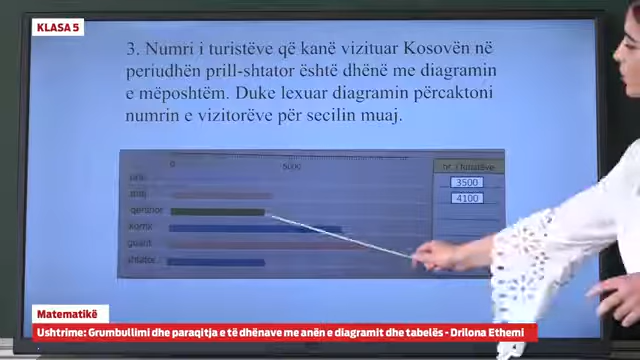 KLASA 5
3. Numri i turistëve që kanë vizituar Kosovën në
periudhën prill-shtator është dhënë me diagramin
e mëposhtëm. Duke lexuar diagramin përcaktoni
numrin e vizitorëve për secilin muaj.
0 5000 nr. i turistëve
prill 3500
maj 4100
qershor
korrik
gusht
shtator
Matematikë
Ushtrime: Grumbullimi dhe paraqitja e të dhënave me anën e diagramit dhe tabelës - Drilona Ethemi